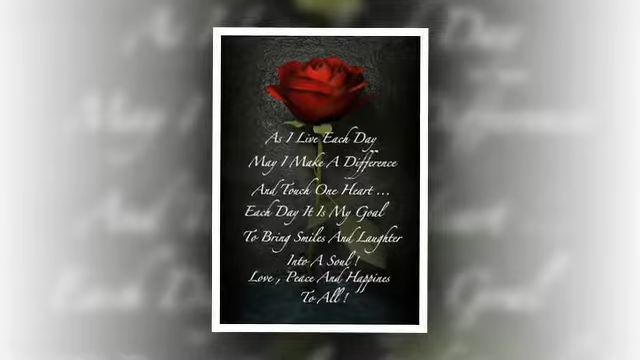 As I Live Each Day
May I Make A Difference
And Touch One Heart ...
Each Day It Is My Goal
To Bring Smiles And Laughter
Into A Soul !
Love , Peace And Happines
To All !